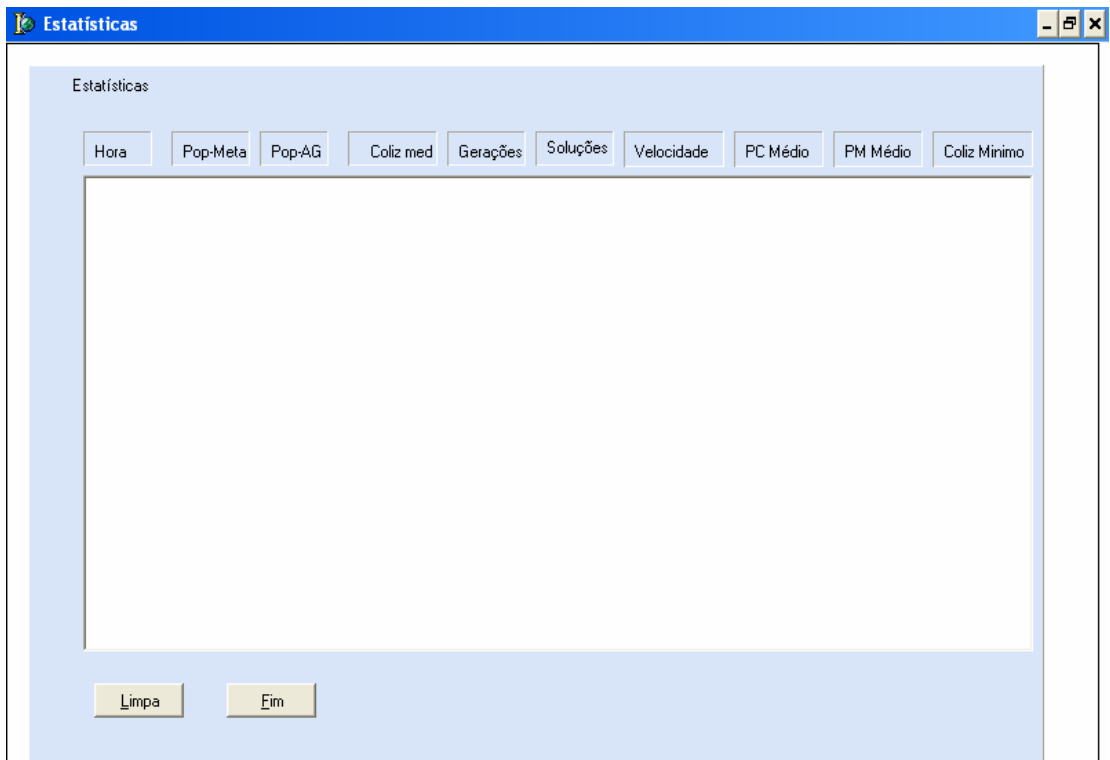 Estatísticas
Estatísticas
Hora Pop-Meta Pop-AG Coliz med Gerações Soluções Velocidade PC Médio PM Médio Coliz Minimo
Limpa Fim